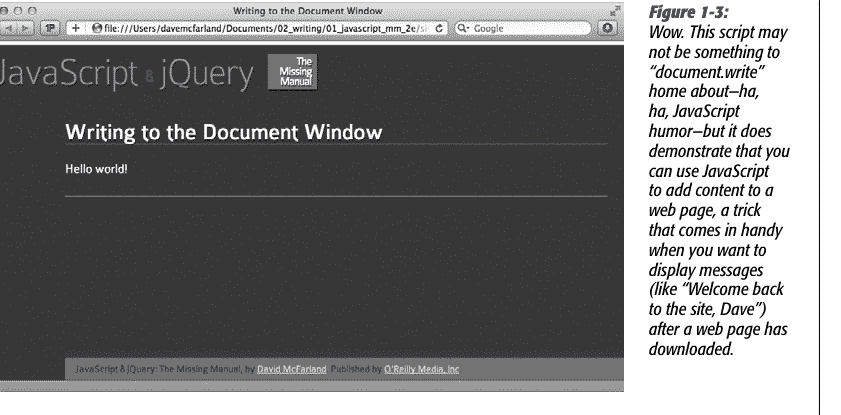 Writing to the Document Window
1P
+ file:///Users/davemcfarland/Documents/02_writing/01_javascript_mm_2e/
Google
JavaScript & jQuery
The
Missing
Manual
Writing to the Document Window
Hello world!
JavaScript & jQuery: The Missing Manual, by David McFarland. Published by O'Reilly Media, Inc
Figure 1-3:
Wow. This script may
not be something to
“document.write”
home about—ha,
ha, JavaScript
humor—but it does
demonstrate that you
can use JavaScript
to add content to a
web page, a trick
that comes in handy
when you want to
display messages
(like “Welcome back
to the site, Dave”)
after a web page has
downloaded.